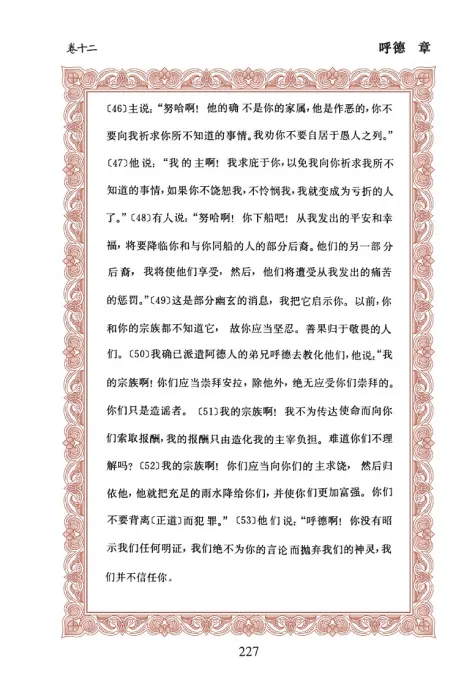 卷十二
呼德 章
〔46〕主说：“努哈啊！他的确不是你的家属，他是作恶的，你不
要向我祈求你所不知道的事情。我劝你不要自居于愚人之列。”
〔47〕他说：“我的主啊！我求庇于你，以免我向你祈求我所不
知道的事情，如果你不饶恕我，不怜悯我，我就变成为亏折的人
了。”〔48〕有人说：“努哈啊！你下船吧！从我发出的平安和幸
福，将要降临你和与你同船的人的部分后裔。他们的另一部分
后裔，我将使他们享受，然后，他们将遭受从我发出的痛苦
的惩罚。”〔49〕这是部分幽玄的消息，我把它启示你。以前，你
和你的宗族都不知道它，故你应当坚忍。善果归于敬畏的人
们。〔50〕我确已派遣阿德人的弟兄呼德去教化他们，他说：“我
的宗族啊！你们应当崇拜安拉，除他外，绝无应受你们崇拜的。
你们只是造谣者。〔51〕我的宗族啊！我不为传达使命而向你
们索取报酬，我的报酬只由造化我的主宰负担。难道你们不理
解吗？〔52〕我的宗族啊！你们应当向你们的主求饶，然后归
依他，他就把充足的雨水降给你们，并使你们更加富强。你们
不要背离〔正道〕而犯罪。”〔53〕他们说：“呼德啊！你没有昭
示我们任何明证，我们绝不为你的言论而抛弃我们的神灵，我
们并不信任你。
227